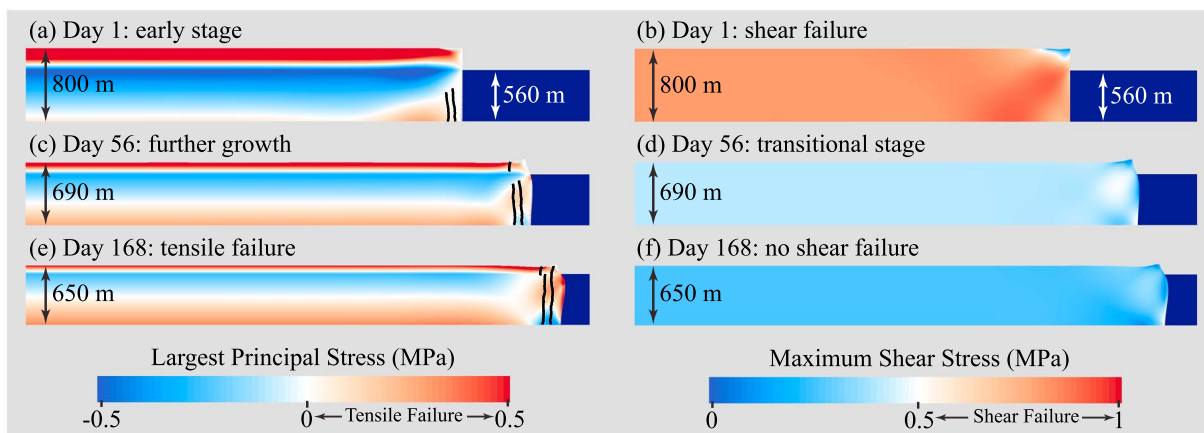 (a) Day 1: early stage
800 m
560 m
(b) Day 1: shear failure
800 m
560 m
(c) Day 56: further growth
690 m
(d) Day 56: transitional stage
690 m
(e) Day 168: tensile failure
650 m
(f) Day 168: no shear failure
650 m
Largest Principal Stress (MPa)
-0.5 0 Tensile Failure 0.5
Maximum Shear Stress (MPa)
0 0.5 Shear Failure 1